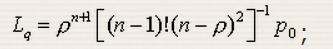 L_q = ρ^{n+1} [(n-1)!(n-ρ)^2]^{-1} p_0 ;